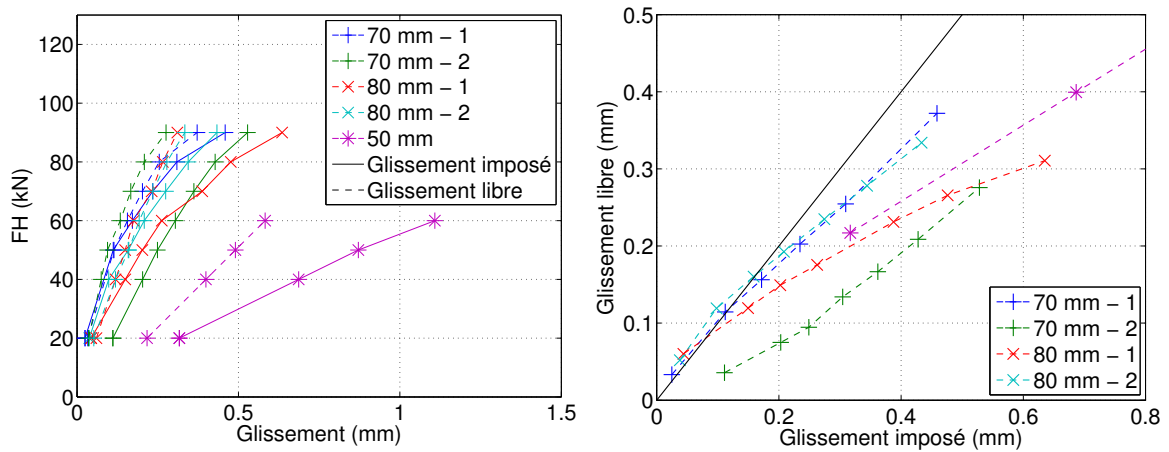 120
100
80
60
40
20
0
FH (kN)
0
0.5
1
1.5
Glissement (mm)
70 mm – 1
70 mm – 2
80 mm – 1
80 mm – 2
50 mm
Glissement imposé
Glissement libre
0.5
0.4
0.3
0.2
0.1
0
Glissement libre (mm)
0
0.2
0.4
0.6
0.8
Glissement imposé (mm)
70 mm – 1
70 mm – 2
80 mm – 1
80 mm – 2